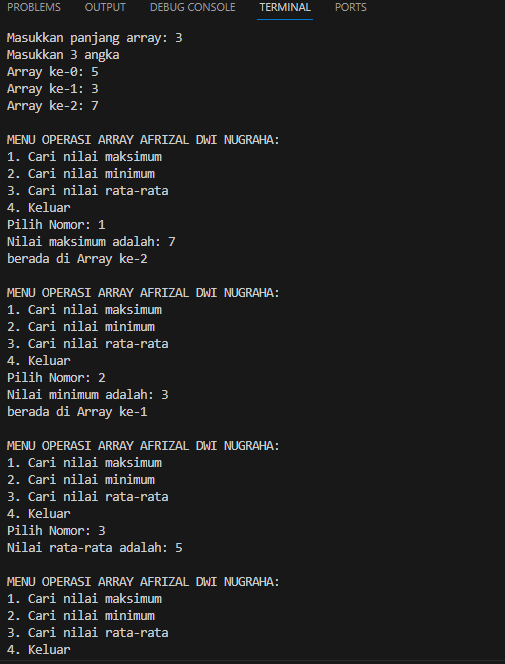 PROBLEMS OUTPUT DEBUG CONSOLE TERMINAL PORTS
Masukkan panjang array: 3
Masukkan 3 angka
Array ke-0: 5
Array ke-1: 3
Array ke-2: 7
MENU OPERASI ARRAY AFRIZAL DWI NUGRAHA:
1. Cari nilai maksimum
2. Cari nilai minimum
3. Cari nilai rata-rata
4. Keluar
Pilih Nomor: 1
Nilai maksimum adalah: 7
berada di Array ke-2
MENU OPERASI ARRAY AFRIZAL DWI NUGRAHA:
1. Cari nilai maksimum
2. Cari nilai minimum
3. Cari nilai rata-rata
4. Keluar
Pilih Nomor: 2
Nilai minimum adalah: 3
berada di Array ke-1
MENU OPERASI ARRAY AFRIZAL DWI NUGRAHA:
1. Cari nilai maksimum
2. Cari nilai minimum
3. Cari nilai rata-rata
4. Keluar
Pilih Nomor: 3
Nilai rata-rata adalah: 5
MENU OPERASI ARRAY AFRIZAL DWI NUGRAHA:
1. Cari nilai maksimum
2. Cari nilai minimum
3. Cari nilai rata-rata
4. Keluar